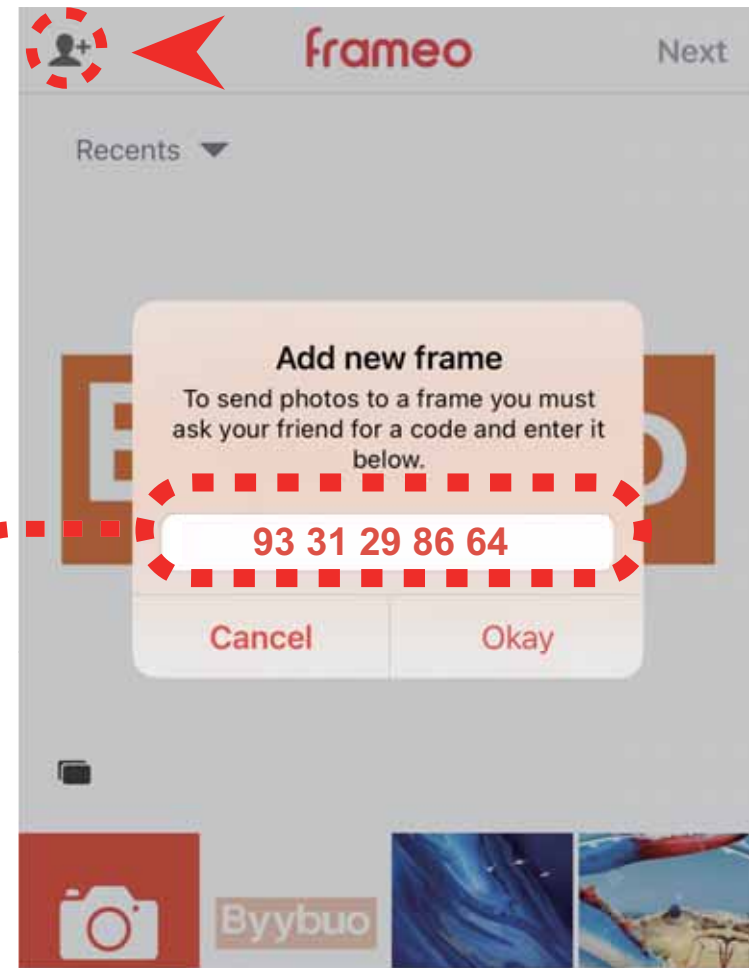 frameo
Next
Recents
Add new frame
To send photos to a frame you must
ask your friend for a code and enter it
below.
93 31 29 86 64
Cancel
Okay
Byybuo